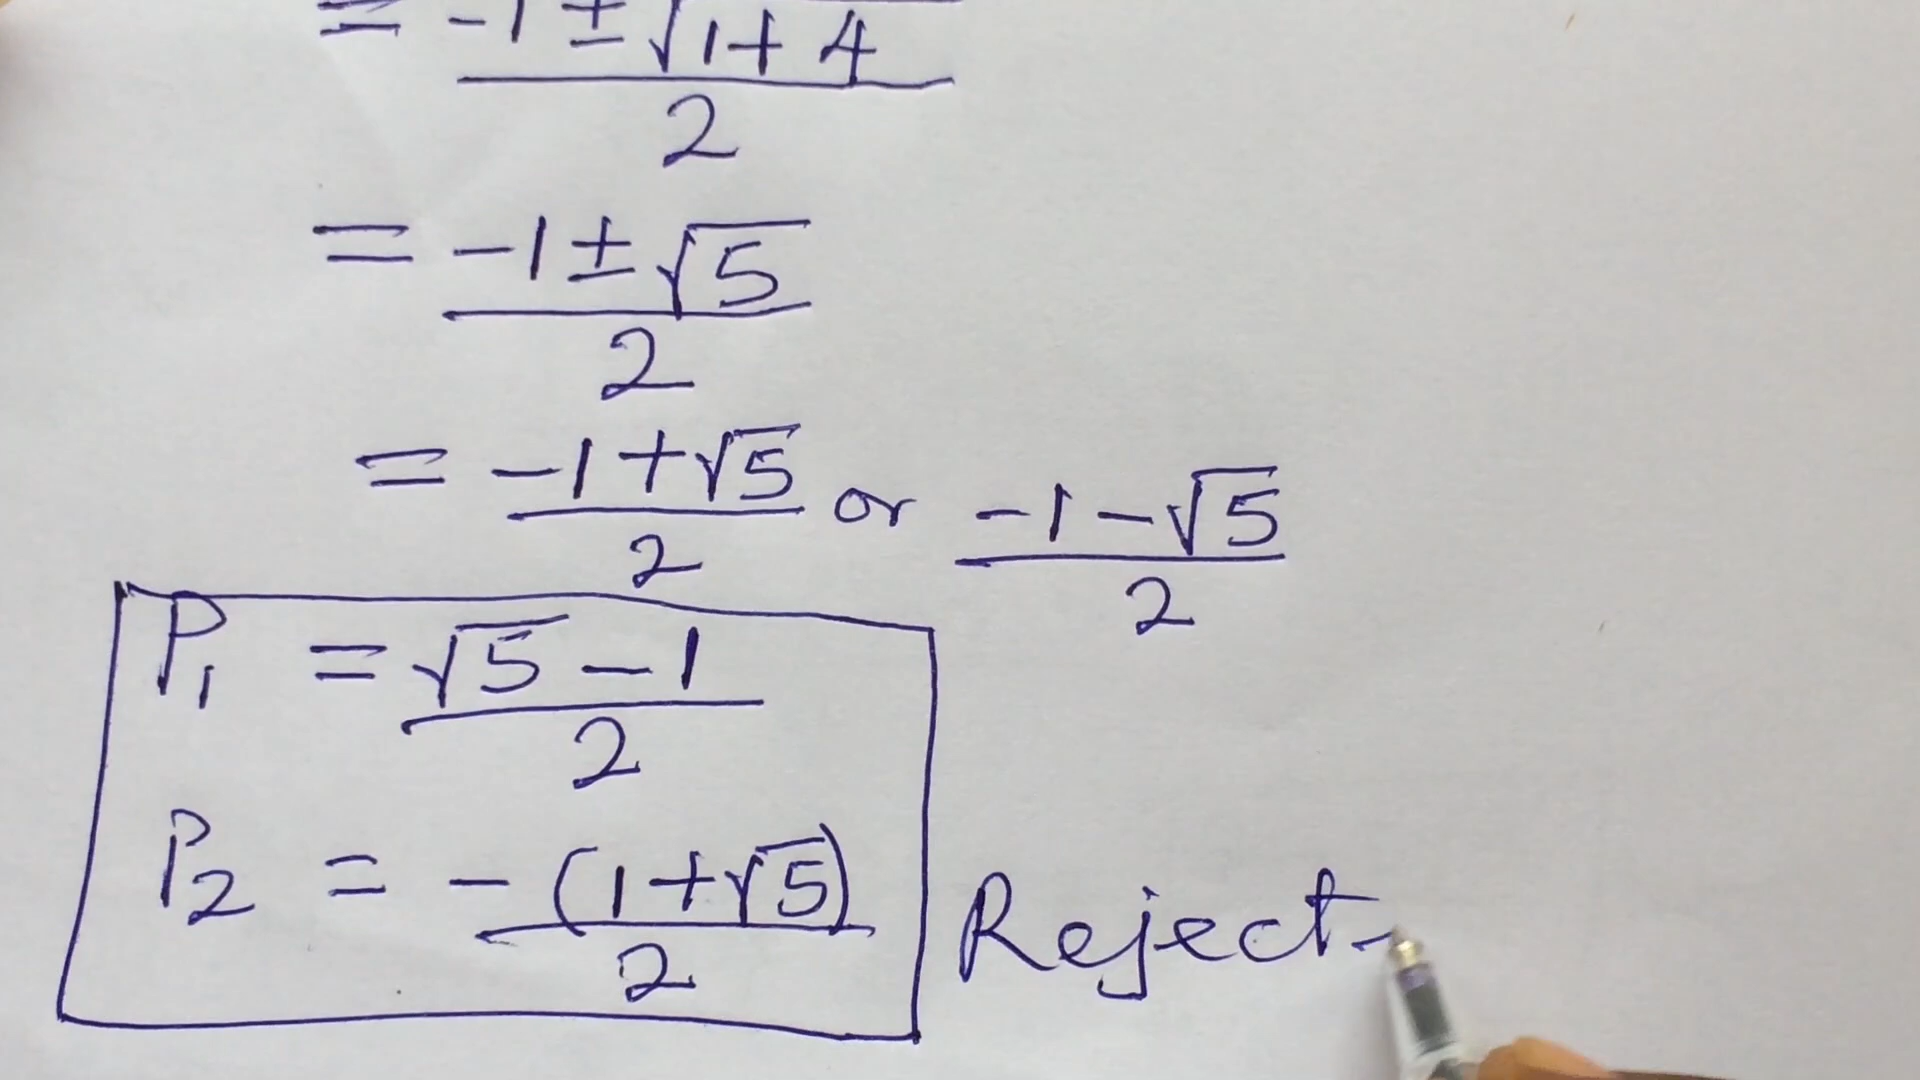 = -1 ± √1+4
2
= -1 ± √5
2
= -1 + √5 or -1 - √5
2 2
P₁ = √5 - 1
2
P₂ = - (1 + √5) Reject
2